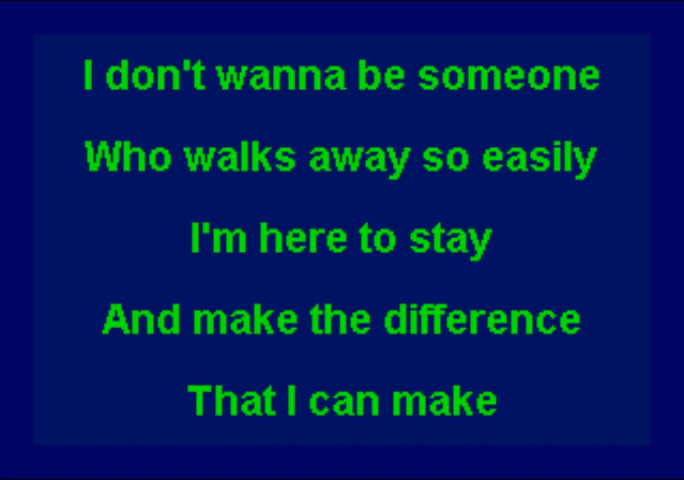 I don't wanna be someone
Who walks away so easily
I'm here to stay
And make the difference
That I can make